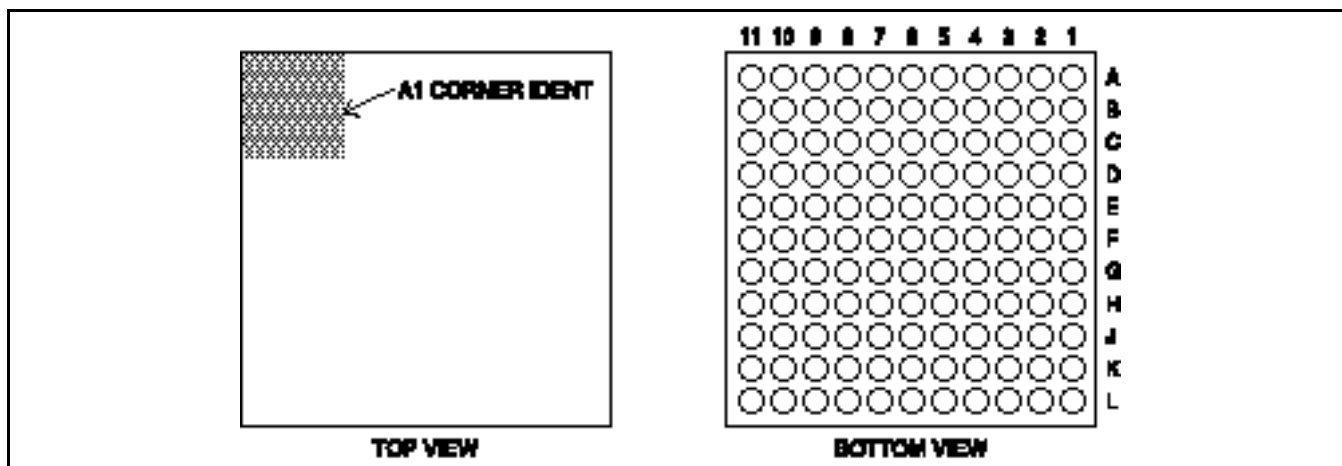 11 10 9 8 7 6 5 4 3 2 1
A1 CORNER IDENT
A
B
C
D
E
F
G
H
J
K
L
TOP VIEW
BOTTOM VIEW